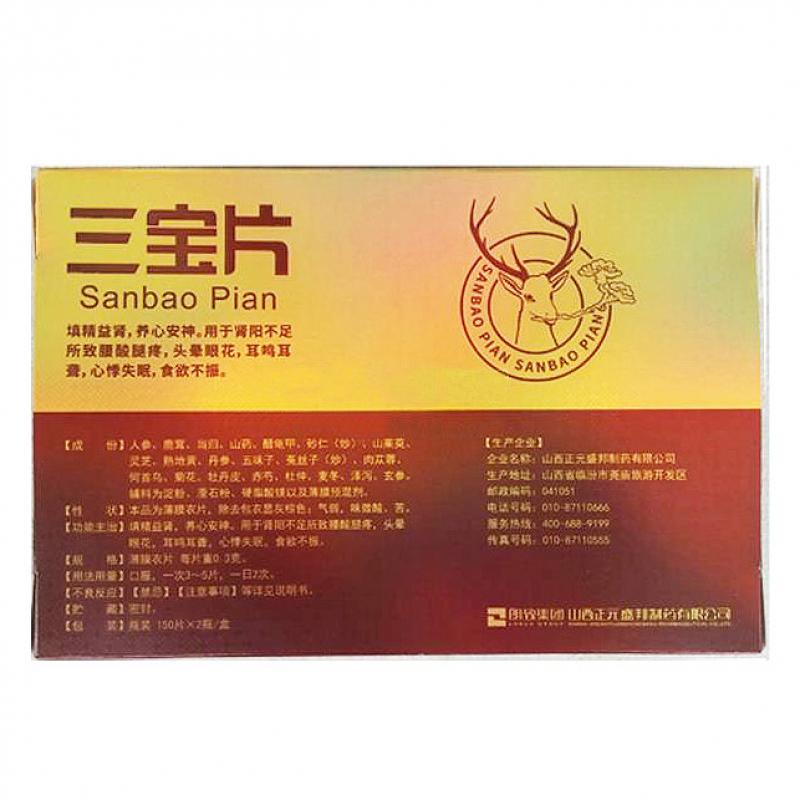 三宝片
Sanbao Pian
填精益肾，养心安神。用于肾阳不足
所致腰酸腿疼，头晕眼花，耳鸣耳
聋，心悸失眠，食欲不振。
SANBAO PIAN SANBAO PIAN
【成　份】人参、鹿茸、当归、山药、醋龟甲、砂仁（炒）、山茱萸、
灵芝、熟地黄、丹参、五味子、菟丝子（炒）、肉苁蓉、
何首乌、菊花、牡丹皮、赤芍、杜仲、麦冬、泽泻、玄参。
辅料为淀粉、滑石粉、硬脂酸镁以及薄膜预混剂。
【性　状】本品为薄膜衣片，除去包衣显灰棕色；气弱，味微酸、苦。
【功能主治】填精益肾，养心安神。用于肾阳不足所致腰酸腿疼，头晕
眼花，耳鸣耳聋，心悸失眠。食欲不振。
【规　格】薄膜衣片 每片重0.3克。
【用法用量】口服，一次3～5片，一日2次。
【不良反应】【禁忌】【注意事项】等详见说明书。
【贮　藏】密封。
【包　装】瓶装 150片×2瓶/盒
【生产企业】
企业名称：山西正元盛邦制药有限公司
生产地址：山西省临汾市尧庙旅游开发区
邮政编码：041051
电话号码：010-87110666
服务热线：400-688-9199
传真号码：010-87110555
朗致集团 山西正元盛邦制药有限公司